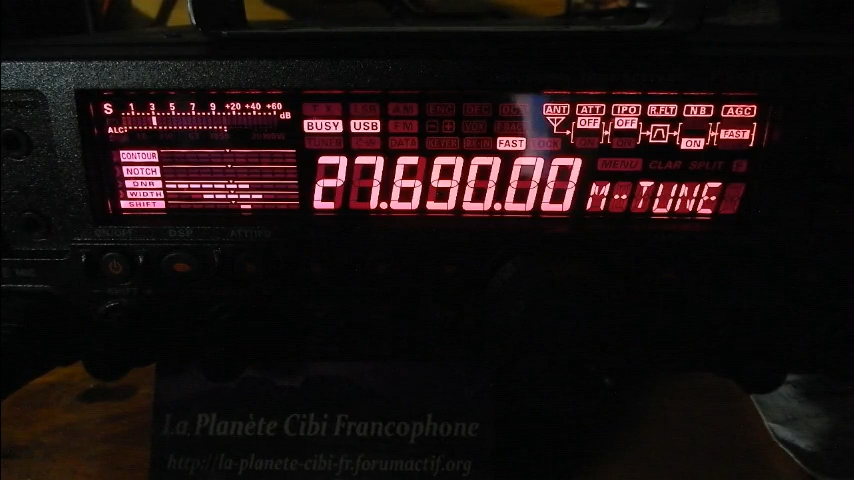 S 1 3 5 7 9 +20 +40 +60 dB
ALC
TX AM ENC DEC
BUSY USB FM VOX
TUNER DATA KEYER FAST LOCK
ANT ATT IPO R.FLT NB AGC
OFF OFF
ON FAST
CONTOUR
NOTCH
DNR
WIDTH
SHIFT
27.690.00
MENU CLAR SPLIT
M-TUNE
ON/OFF DSP
MIC
La Planète Cibi Francophone
http://la-planete-cibi-fr.forumactif.org